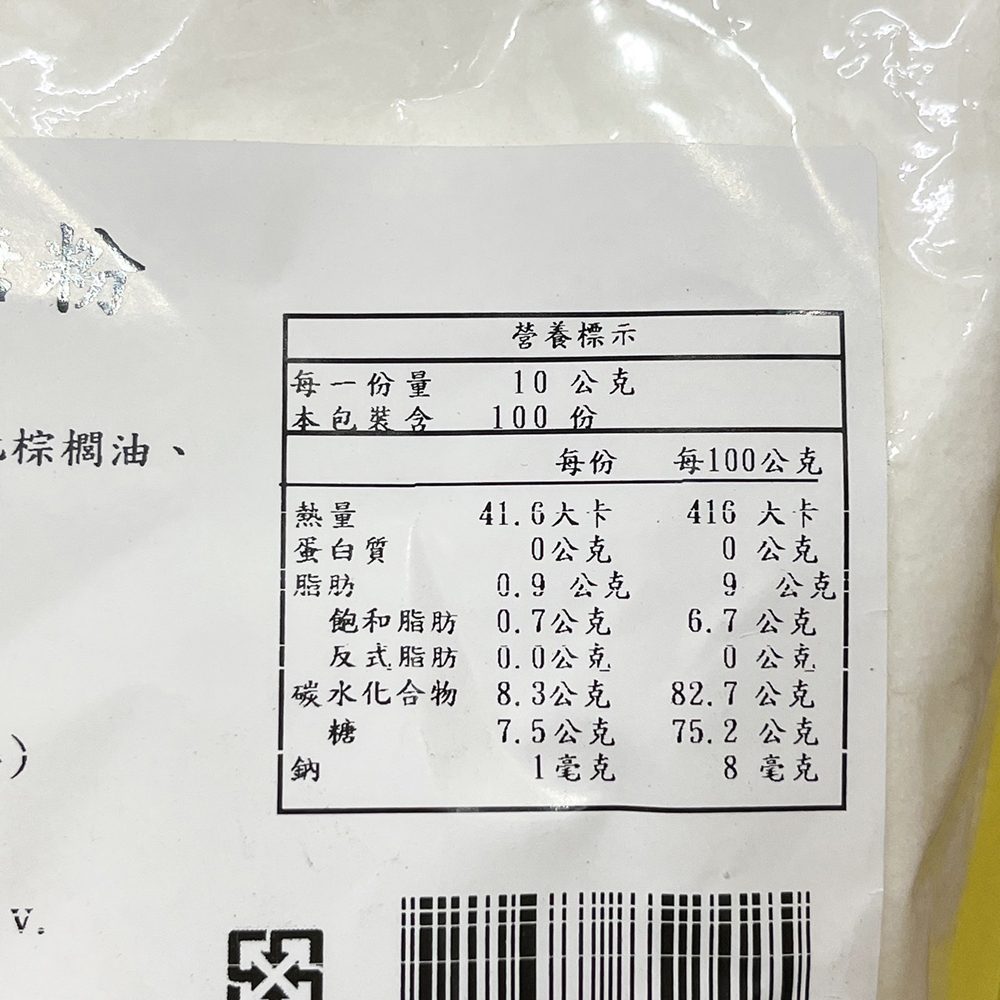 粉
棕櫚油、
營養標示
每一份量 10 公克
本包裝含 100 份
每份 每100公克
熱量 41.6大卡 416 大卡
蛋白質 0公克 0 公克
脂肪 0.9 公克 9 公克
飽和脂肪 0.7公克 6.7 公克
反式脂肪 0.0公克 0 公克
碳水化合物 8.3公克 82.7 公克
糖 7.5公克 75.2 公克
鈉 1毫克 8 毫克
)
V.